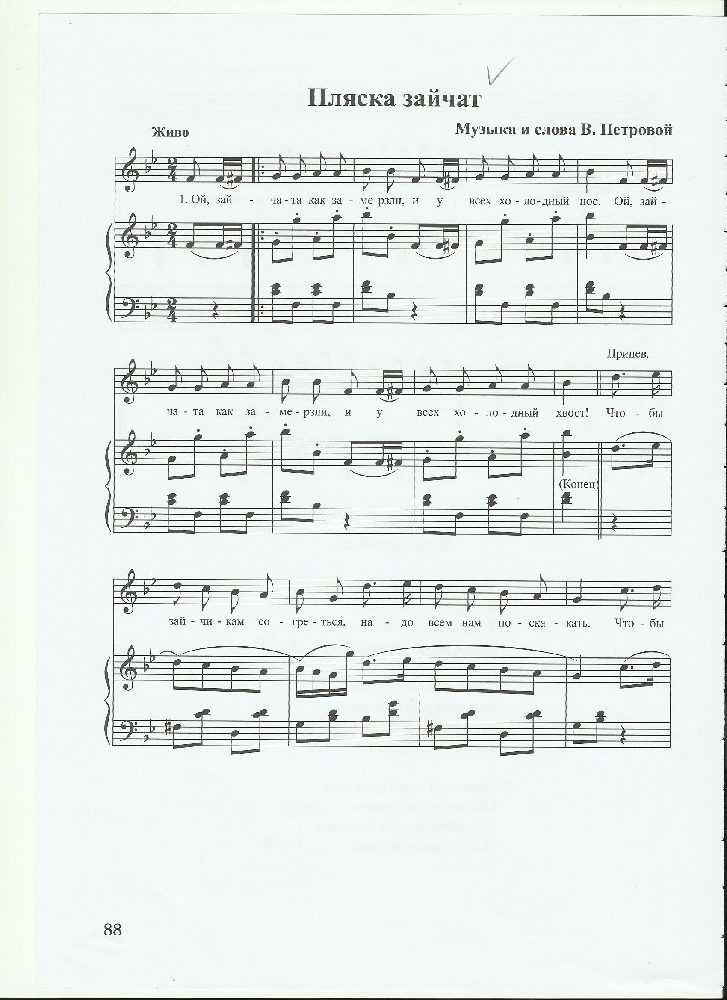 Пляска зайчат
Живо
Музыка и слова В. Петровой
1. Ой, зай - ча - та как за - ме-рзли, и у всех хо - ло-дный нос. Ой, зай -
Припев.
ча - та как за - ме - рзли, и у всех хо - ло - дный хвост! Что - бы
(Конец)
зай - чи - кам со - гре - ться, на - до всем нам по - ска - кать. Что - бы
88